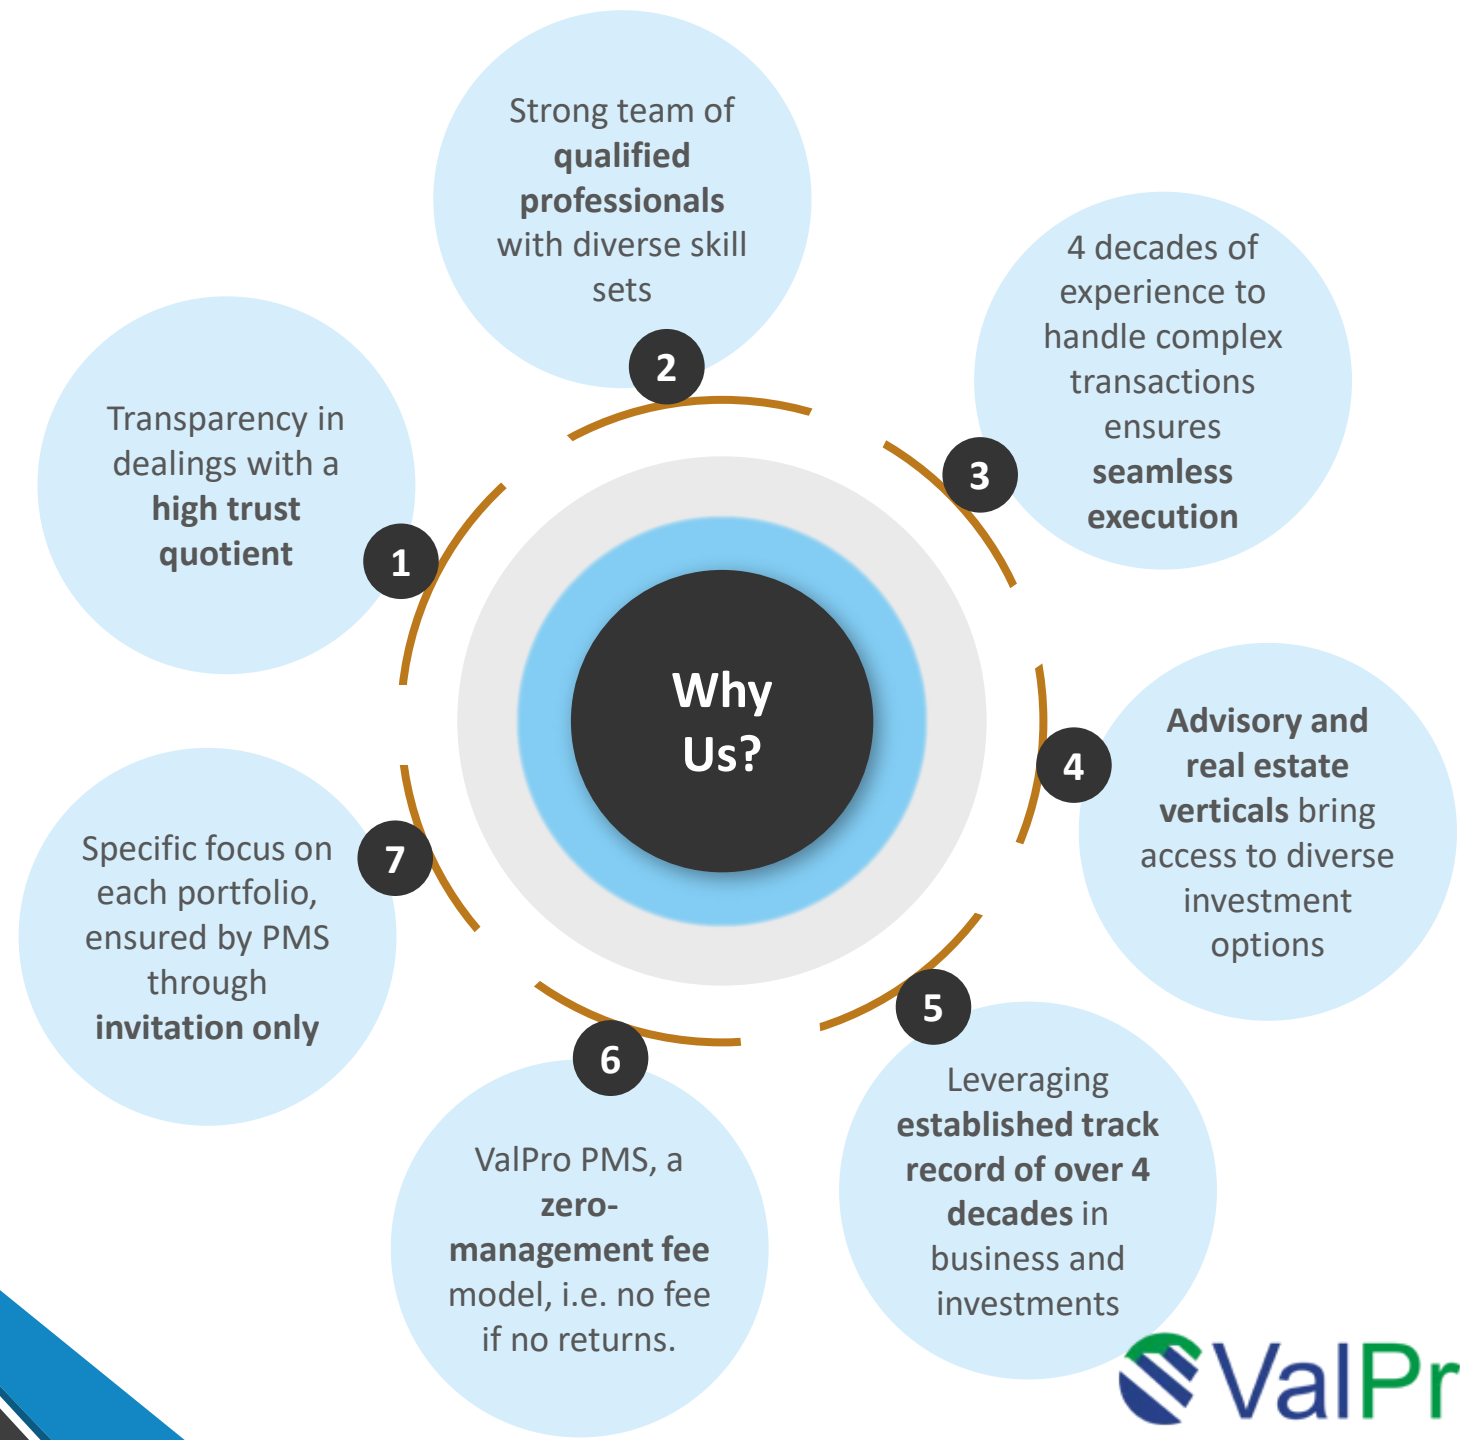 Why
Us?
1
Transparency in
dealings with a
high trust
quotient
2
Strong team of
qualified
professionals
with diverse skill
sets
3
4 decades of
experience to
handle complex
transactions
ensures
seamless
execution
4
Advisory and
real estate
verticals bring
access to diverse
investment
options
5
Leveraging
established track
record of over 4
decades in
business and
investments
6
ValPro PMS, a
zero-
management fee
model, i.e. no fee
if no returns.
7
Specific focus on
each portfolio,
ensured by PMS
through
invitation only
ValPr